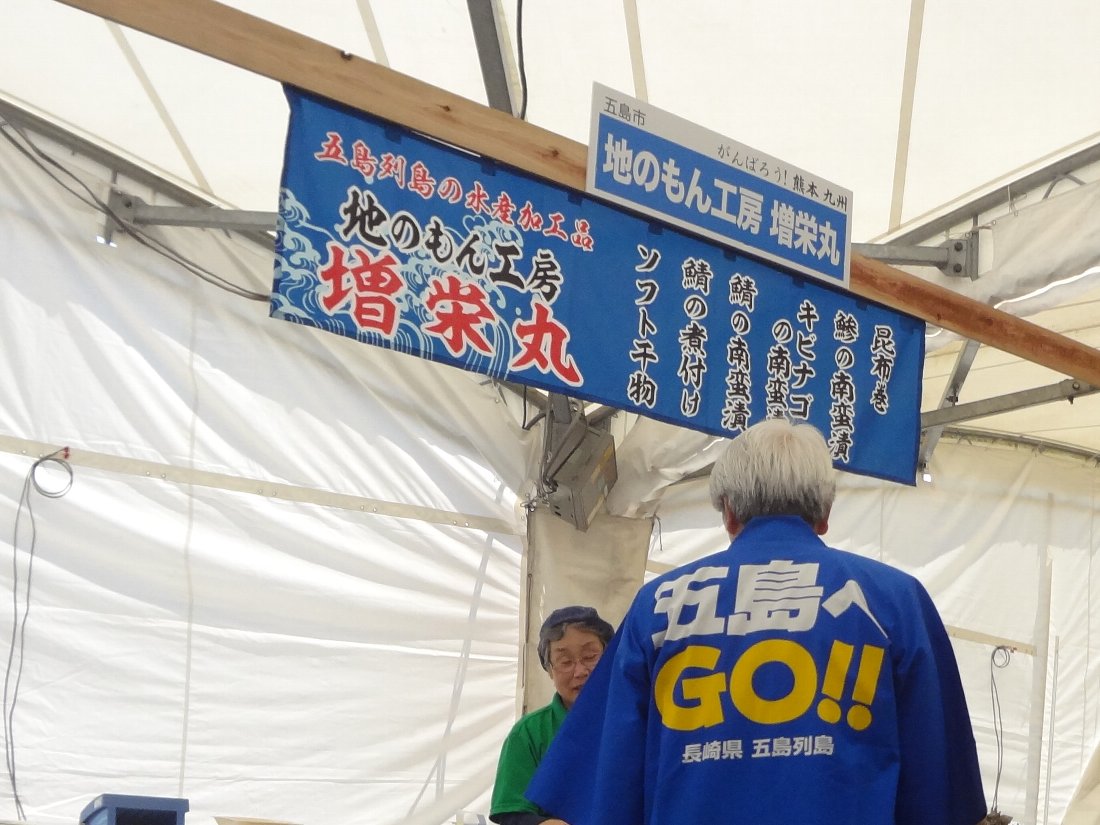 五島市
がんばろう!熊本 九州
地のもん工房 増栄丸
五島列島の水産加工品
地のもん工房
増栄丸
昆布巻
鯵の南蛮漬
キビナゴの南蛮漬
鯖の南蛮漬
鯖の煮付け
ソフト干物
五島へ
GO!!
長崎県 五島列島